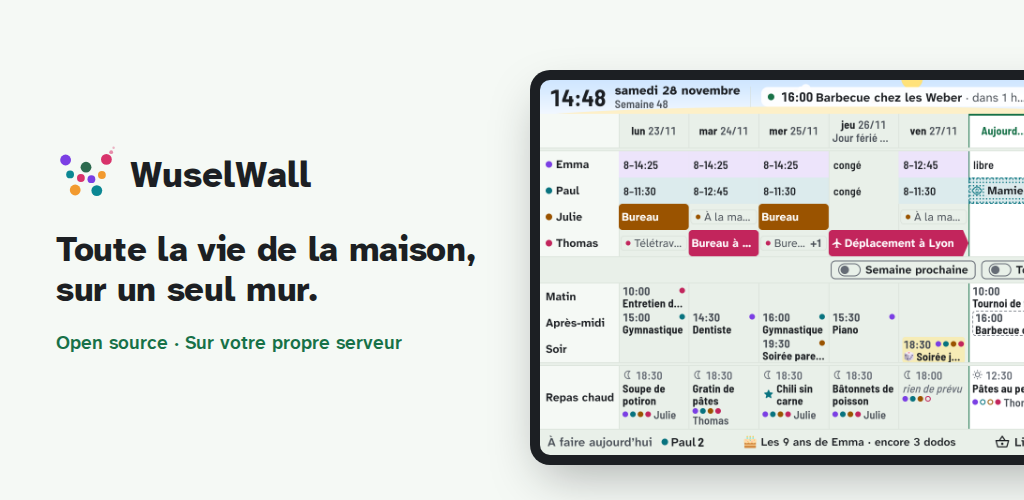 WuselWall
Toute la vie de la maison,
sur un seul mur.
Open source · Sur votre propre serveur
14:48 samedi 28 novembre
Semaine 48
16:00 Barbecue chez les Weber · dans 1 h...
lun 23/11 mar 24/11 mer 25/11 jeu 26/11 ven 27/11 Aujourd...
Jour férié ...
Emma 8–14:25 8–14:25 8–14:25 congé 8–12:45 libre
Paul 8–11:30 8–12:45 8–11:30 congé 8–11:30 Mamie
Julie Bureau À la ma... Bureau À la ma...
Thomas Télétrav... Bureau à ... Bure... +1 Déplacement à Lyon
Semaine prochaine
Matin 10:00 10:00
Entretien d... Tournoi de
Après-midi 15:00 14:30 16:00 15:30 16:00
Gymnastique Dentiste Gymnastique Piano Barbecue
Soir 19:30 18:30
Soirée pare... Soirée j...
Repas chaud 18:30 18:30 18:30 18:30 18:00 12:30
Soupe de potiron Gratin de pâtes Chili sin carne Bâtonnets de poisson rien de prévu Pâtes au
Julie Thomas Julie Julie
À faire aujourd'hui Paul 2 Les 9 ans de Emma · encore 3 dodos